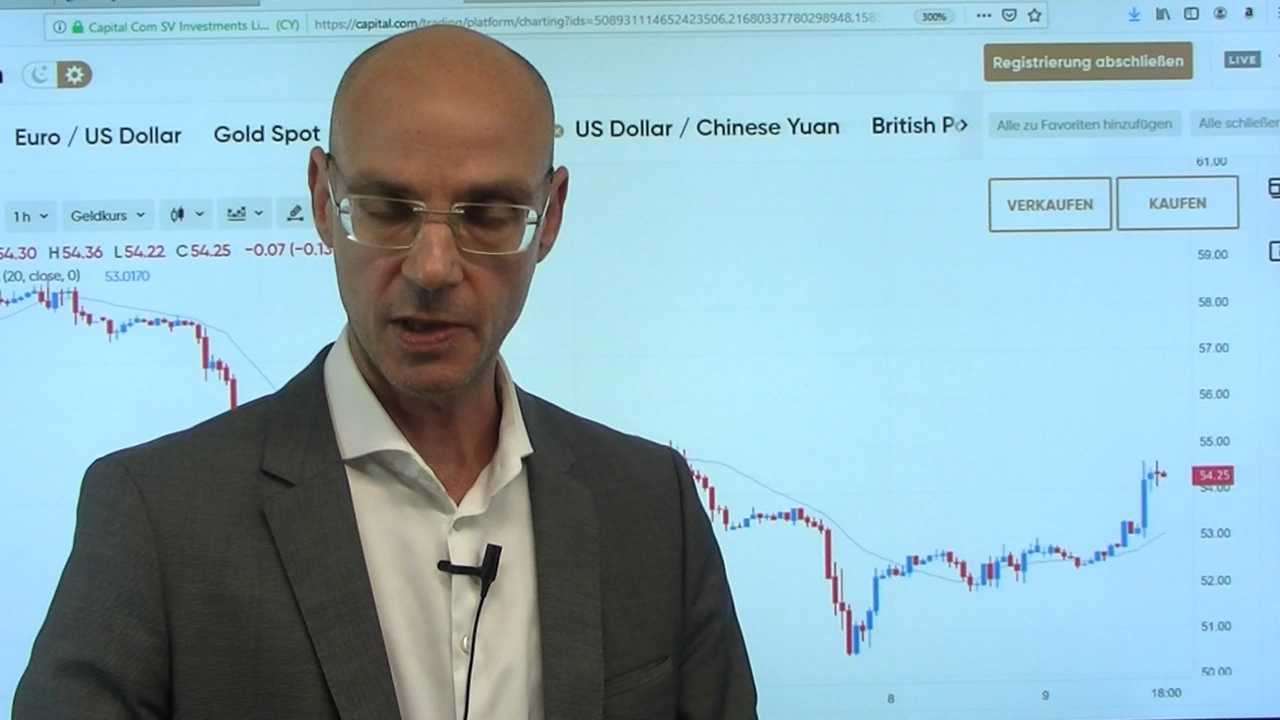 Capital Com SV Investments Li... (CY) https://capital.com/trading/platform/charting?ids=508931114652423506,21680337780298948,158 300%
Registrierung abschließen LIVE
Euro / US Dollar Gold Spot US Dollar / Chinese Yuan British Po Alle zu Favoriten hinzufügen Alle schließen
61.00
1h Geldkurs VERKAUFEN KAUFEN
54.30 H54.36 L54.22 C54.25 −0.07 (−0.13
59.00
(20, close, 0) 53.0170
58.00
57.00
56.00
55.00
54.25
54.00
53.00
52.00
51.00
50.00
8 9 18:00